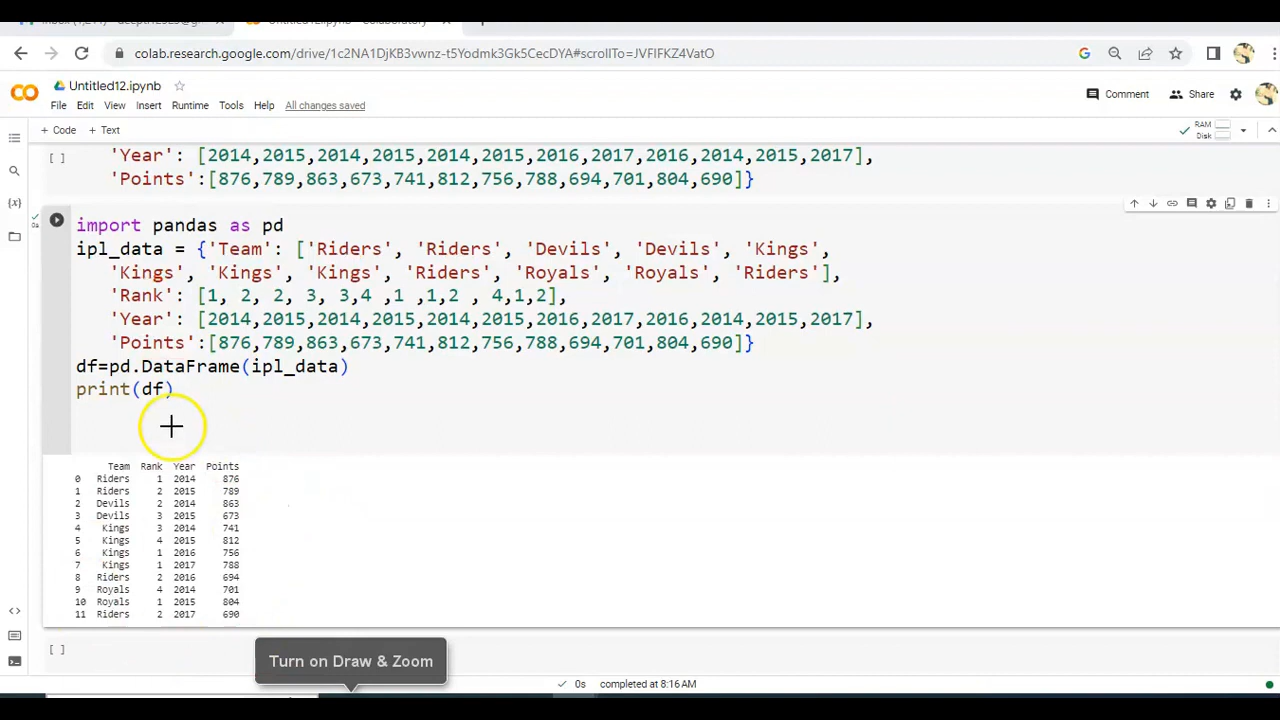 colab.research.google.com/drive/1c2NA1DjKB3vwnz-t5Yodmk3Gk5CecDYA#scrollTo=JVFIFKZ4VatO
Untitled12.ipynb
File Edit View Insert Runtime Tools Help All changes saved
Comment Share
+ Code + Text
RAM
Disk
[ ] 'Year': [2014,2015,2014,2015,2014,2015,2016,2017,2016,2014,2015,2017],
'Points':[876,789,863,673,741,812,756,788,694,701,804,690]}
0s
import pandas as pd
ipl_data = {'Team': ['Riders', 'Riders', 'Devils', 'Devils', 'Kings',
'Kings', 'Kings', 'Kings', 'Riders', 'Royals', 'Royals', 'Riders'],
'Rank': [1, 2, 2, 3, 3,4 ,1 ,1,2 , 4,1,2],
'Year': [2014,2015,2014,2015,2014,2015,2016,2017,2016,2014,2015,2017],
'Points':[876,789,863,673,741,812,756,788,694,701,804,690]}
df=pd.DataFrame(ipl_data)
print(df)
Team Rank Year Points
0 Riders 1 2014 876
1 Riders 2 2015 789
2 Devils 2 2014 863
3 Devils 3 2015 673
4 Kings 3 2014 741
5 Kings 4 2015 812
6 Kings 1 2016 756
7 Kings 1 2017 788
8 Riders 2 2016 694
9 Royals 4 2014 701
10 Royals 1 2015 804
11 Riders 2 2017 690
[ ]
Turn on Draw & Zoom
0s completed at 8:16 AM